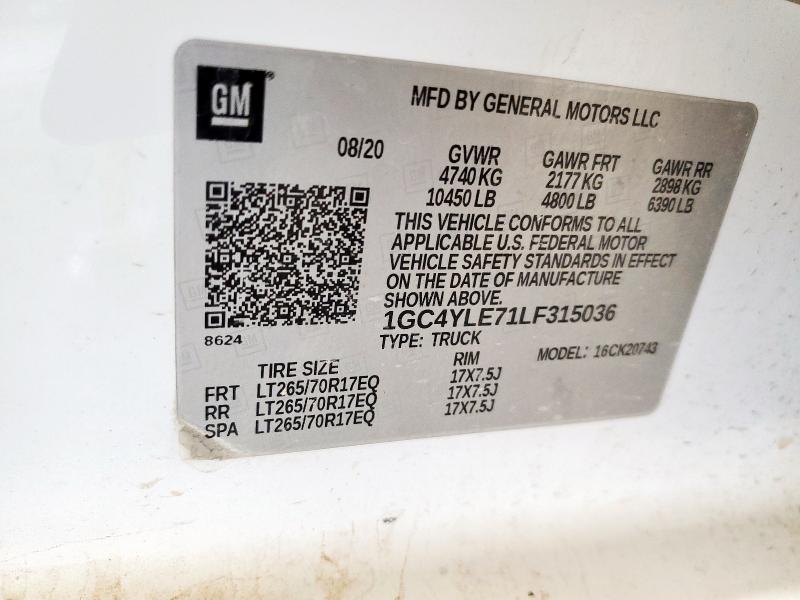 GM
MFD BY GENERAL MOTORS LLC
08/20
GVWR GAWR FRT GAWR RR
4740 KG 2177 KG 2898 KG
10450 LB 4800 LB 6390 LB
THIS VEHICLE CONFORMS TO ALL
APPLICABLE U.S. FEDERAL MOTOR
VEHICLE SAFETY STANDARDS IN EFFECT
ON THE DATE OF MANUFACTURE
SHOWN ABOVE.
1GC4YLE71LF315036
8624
TYPE: TRUCK MODEL: 16CK20743
TIRE SIZE RIM
FRT LT265/70R17EQ 17X7.5J
RR LT265/70R17EQ 17X7.5J
SPA LT265/70R17EQ 17X7.5J